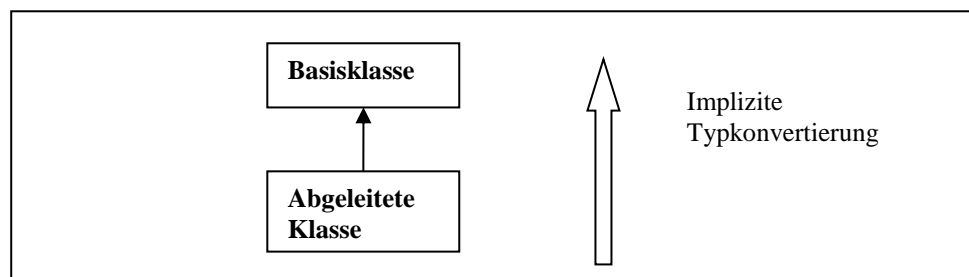 Basisklasse
Implizite
Typkonvertierung
Abgeleitete
Klasse